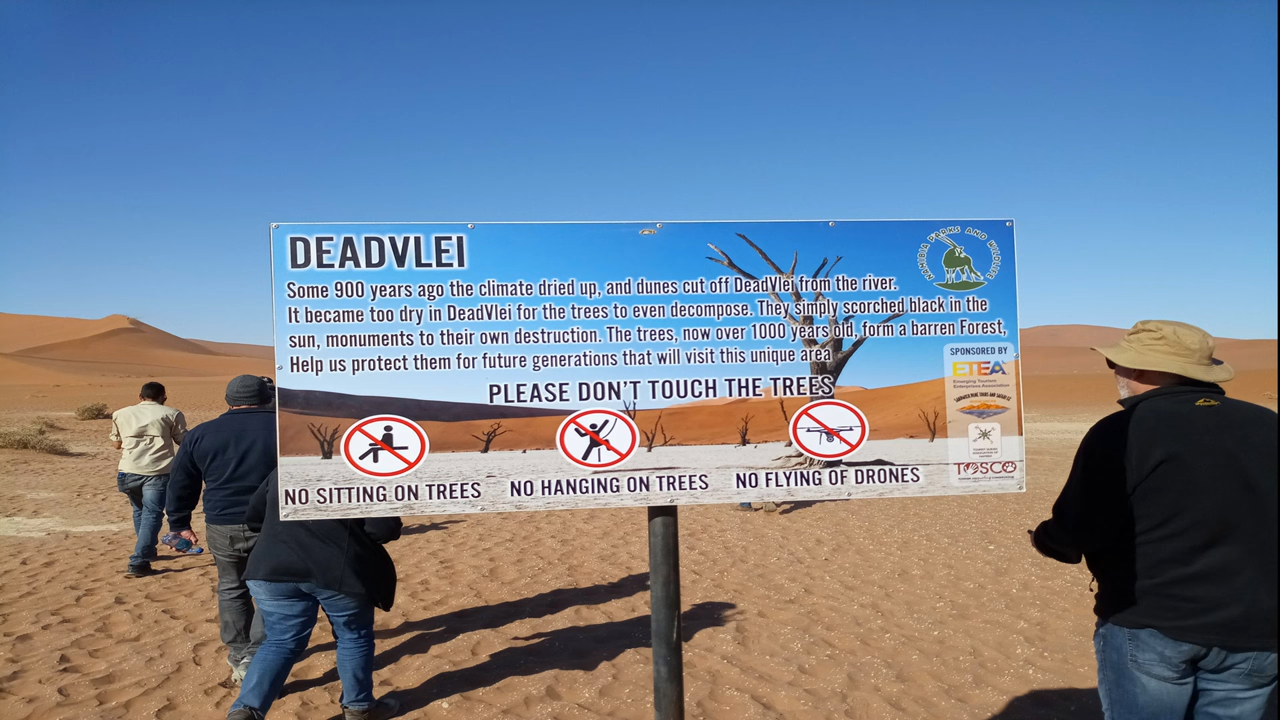 DEADVLEI
Some 900 years ago the climate dried up, and dunes cut off DeadVlei from the river.
It became too dry in DeadVlei for the trees to even decompose. They simply scorched black in the
sun, monuments to their own destruction. The trees, now over 1000 years old, form a barren Forest,
Help us protect them for future generations that will visit this unique area
PLEASE DON'T TOUCH THE TREES
NO SITTING ON TREES
NO HANGING ON TREES
NO FLYING OF DRONES
NAMIBIA PARKS AND WILDLIFE
SPONSORED BY
ETEA
Emerging Tourism
Enterprises Association
TOSCO